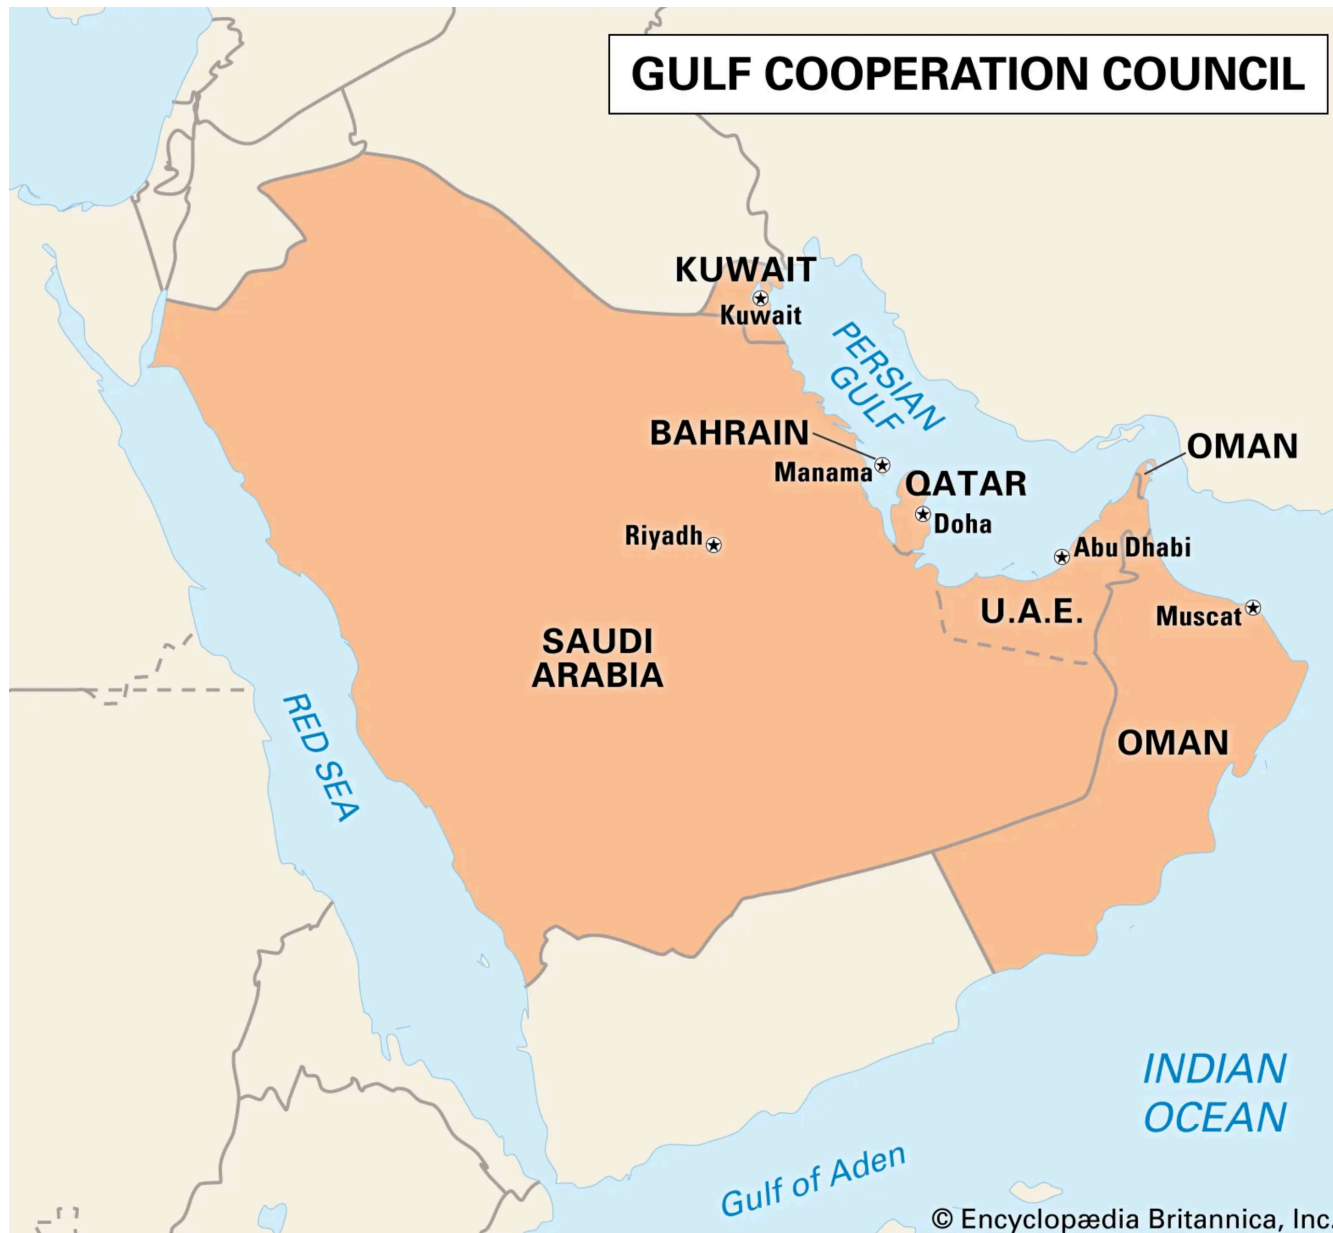 GULF COOPERATION COUNCIL
KUWAIT
Kuwait
PERSIAN
GULF
BAHRAIN
Manama
OMAN
QATAR
Doha
Riyadh
Abu Dhabi
U.A.E.
Muscat
SAUDI
ARABIA
RED SEA
OMAN
INDIAN
OCEAN
Gulf of Aden
© Encyclopædia Britannica, Inc.